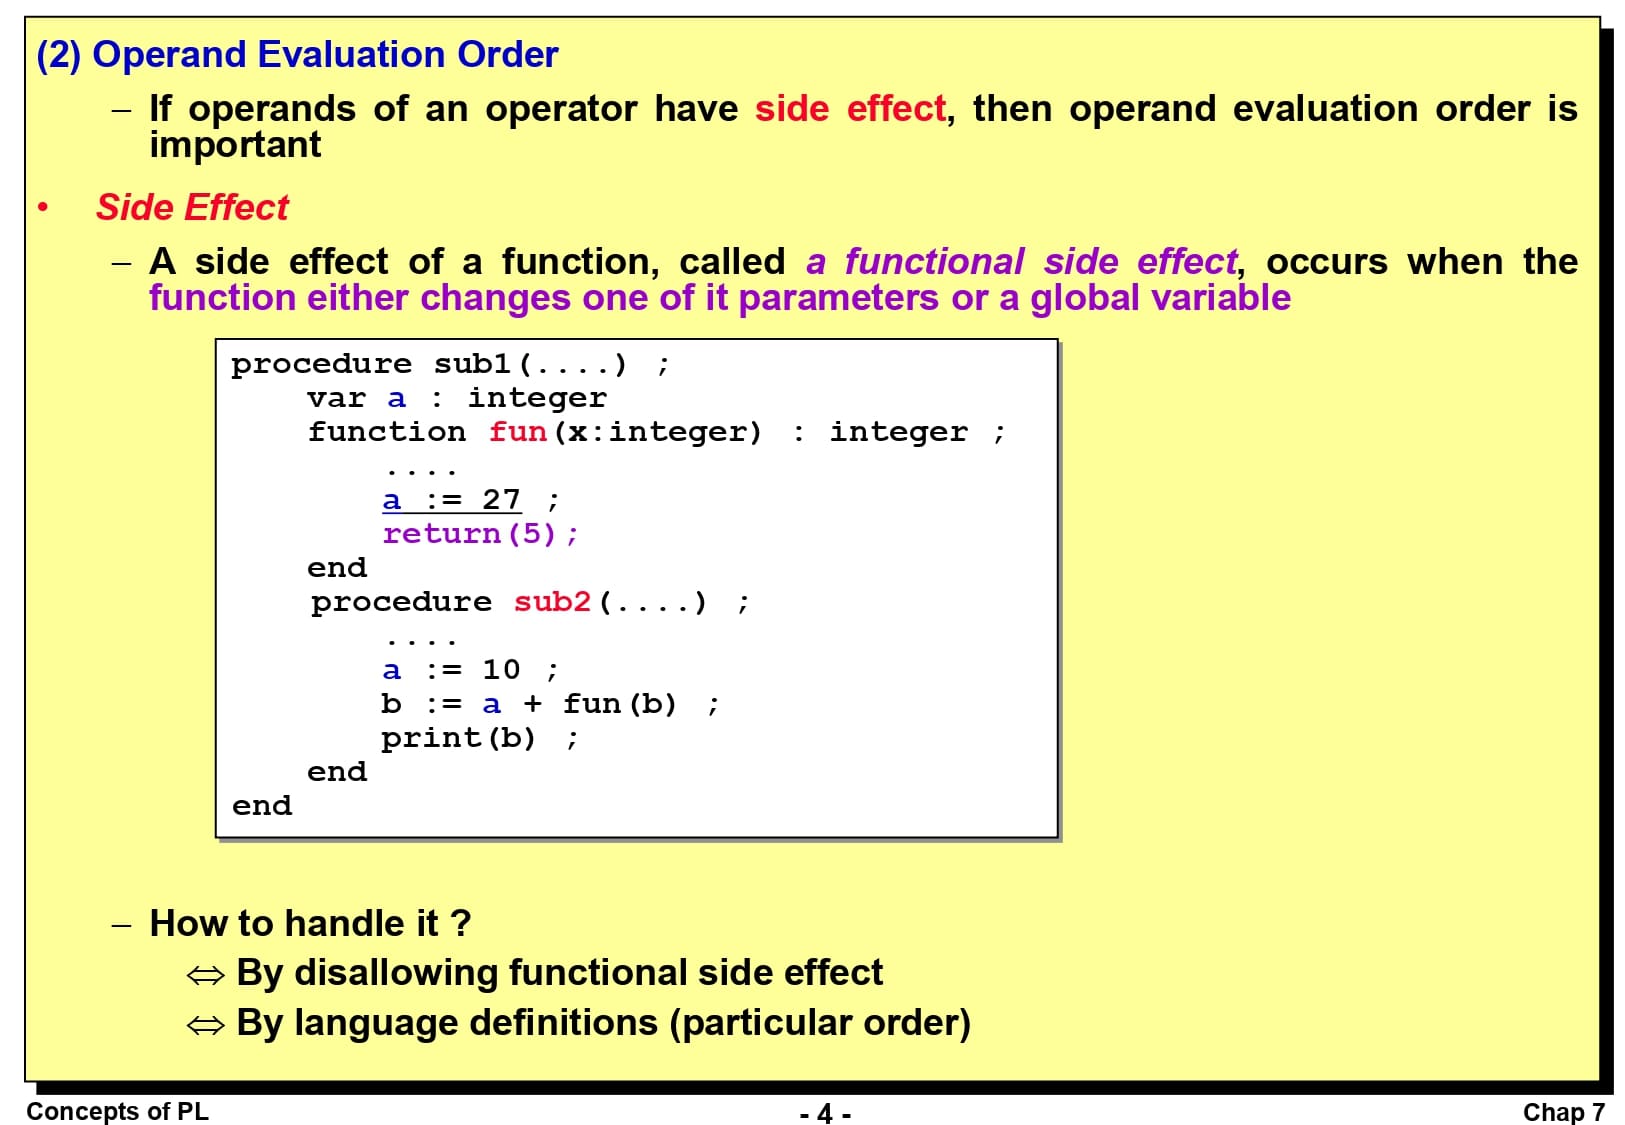 (2) Operand Evaluation Order
– If operands of an operator have side effect, then operand evaluation order is
important
• Side Effect
– A side effect of a function, called a functional side effect, occurs when the
function either changes one of it parameters or a global variable
procedure sub1(....) ;
var a : integer
function fun(x:integer) : integer ;
....
a := 27 ;
return(5);
end
procedure sub2(....) ;
....
a := 10 ;
b := a + fun(b) ;
print(b) ;
end
end
– How to handle it ?
⇔ By disallowing functional side effect
⇔ By language definitions (particular order)
Concepts of PL
- 4 -
Chap 7